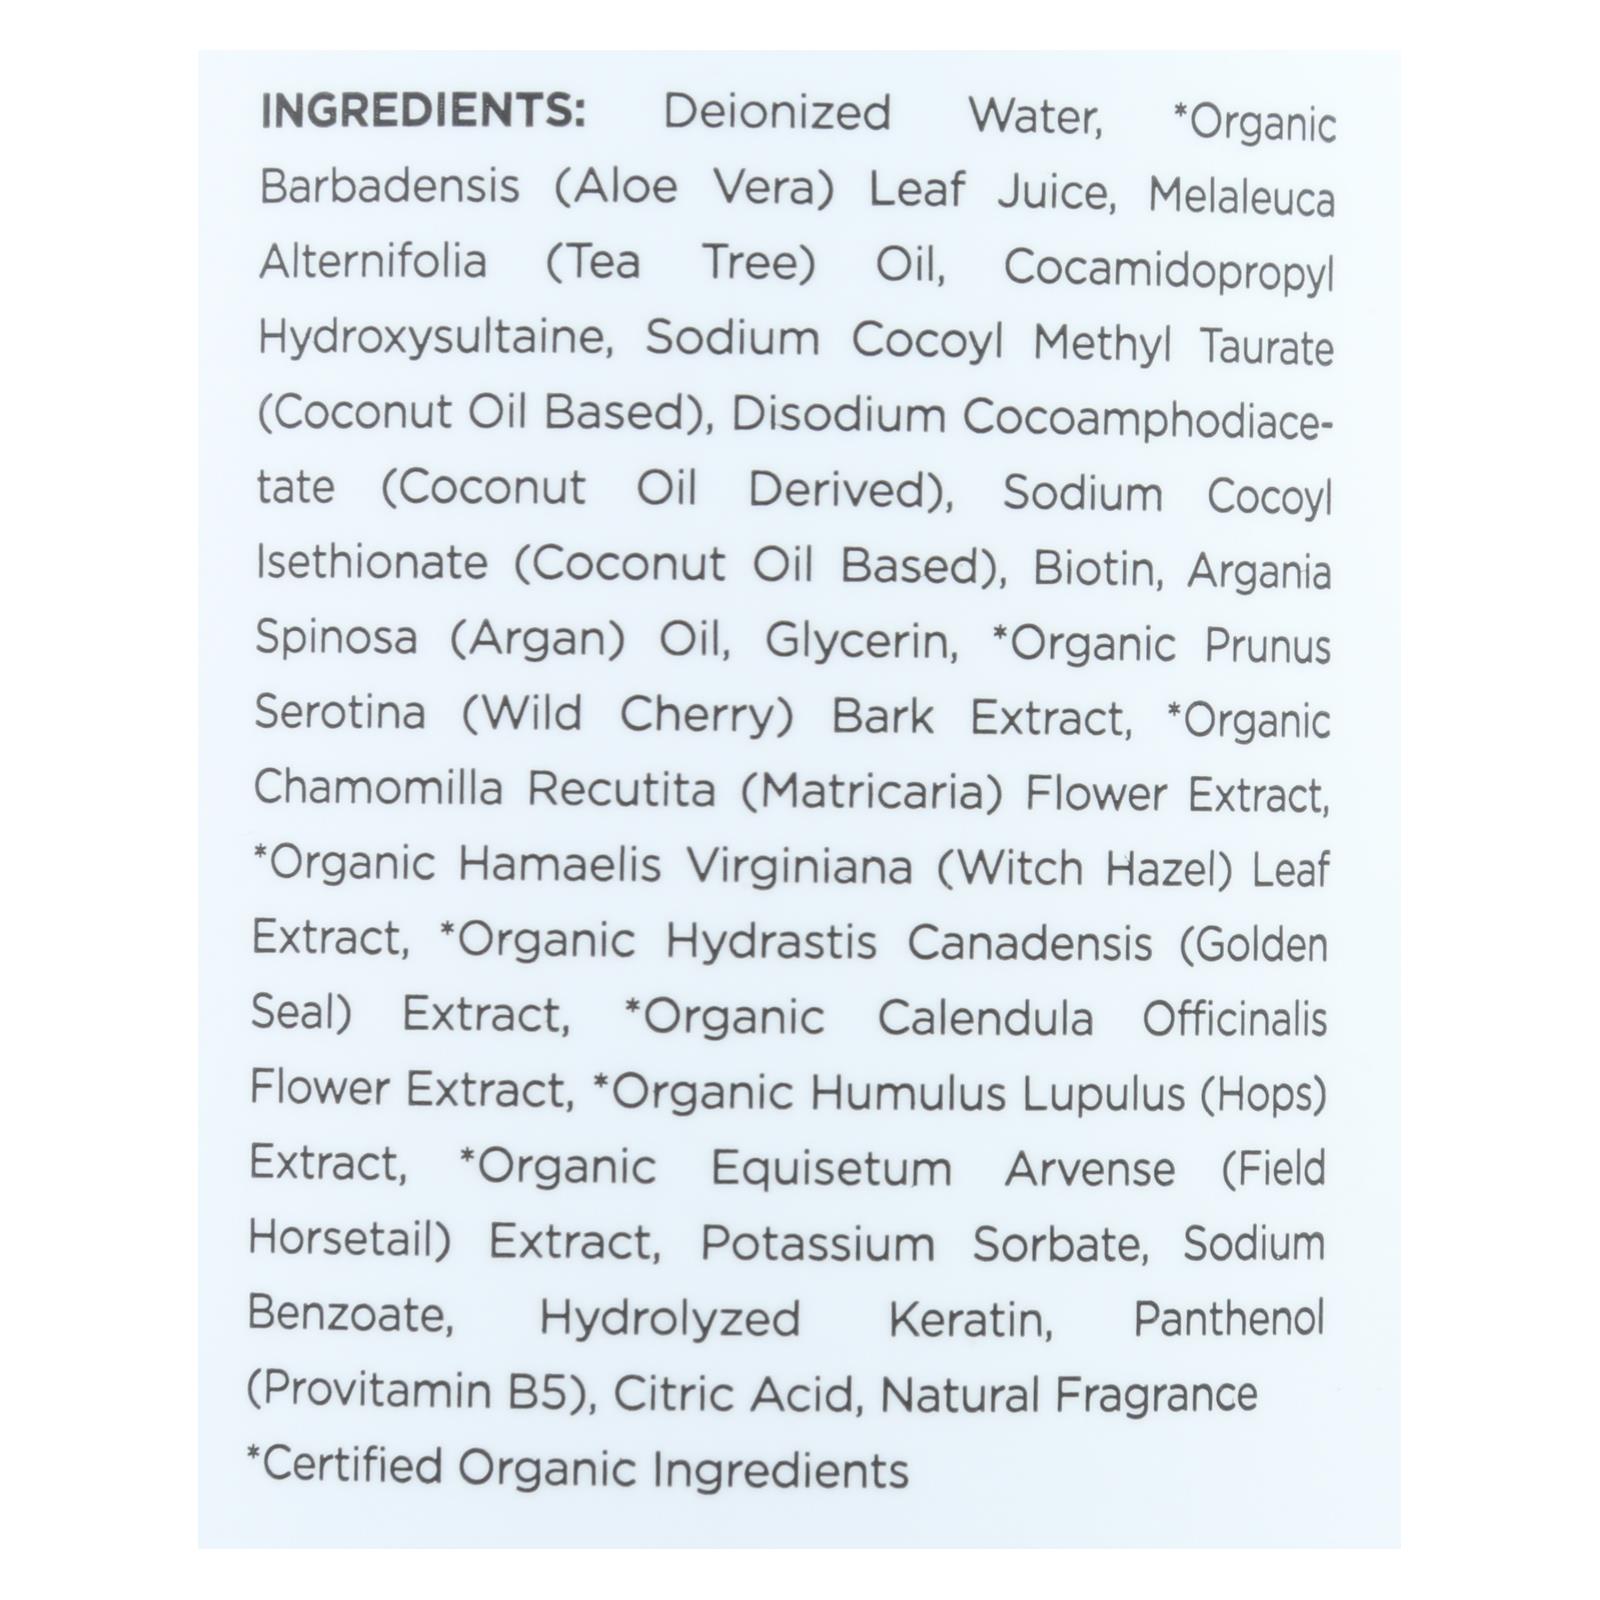 INGREDIENTS: Deionized Water, *Organic
Barbadensis (Aloe Vera) Leaf Juice, Melaleuca
Alternifolia (Tea Tree) Oil, Cocamidopropyl
Hydroxysultaine, Sodium Cocoyl Methyl Taurate
(Coconut Oil Based), Disodium Cocoamphodiace-
tate (Coconut Oil Derived), Sodium Cocoyl
Isethionate (Coconut Oil Based), Biotin, Argania
Spinosa (Argan) Oil, Glycerin, *Organic Prunus
Serotina (Wild Cherry) Bark Extract, *Organic
Chamomilla Recutita (Matricaria) Flower Extract,
*Organic Hamaelis Virginiana (Witch Hazel) Leaf
Extract, *Organic Hydrastis Canadensis (Golden
Seal) Extract, *Organic Calendula Officinalis
Flower Extract, *Organic Humulus Lupulus (Hops)
Extract, *Organic Equisetum Arvense (Field
Horsetail) Extract, Potassium Sorbate, Sodium
Benzoate, Hydrolyzed Keratin, Panthenol
(Provitamin B5), Citric Acid, Natural Fragrance
*Certified Organic Ingredients